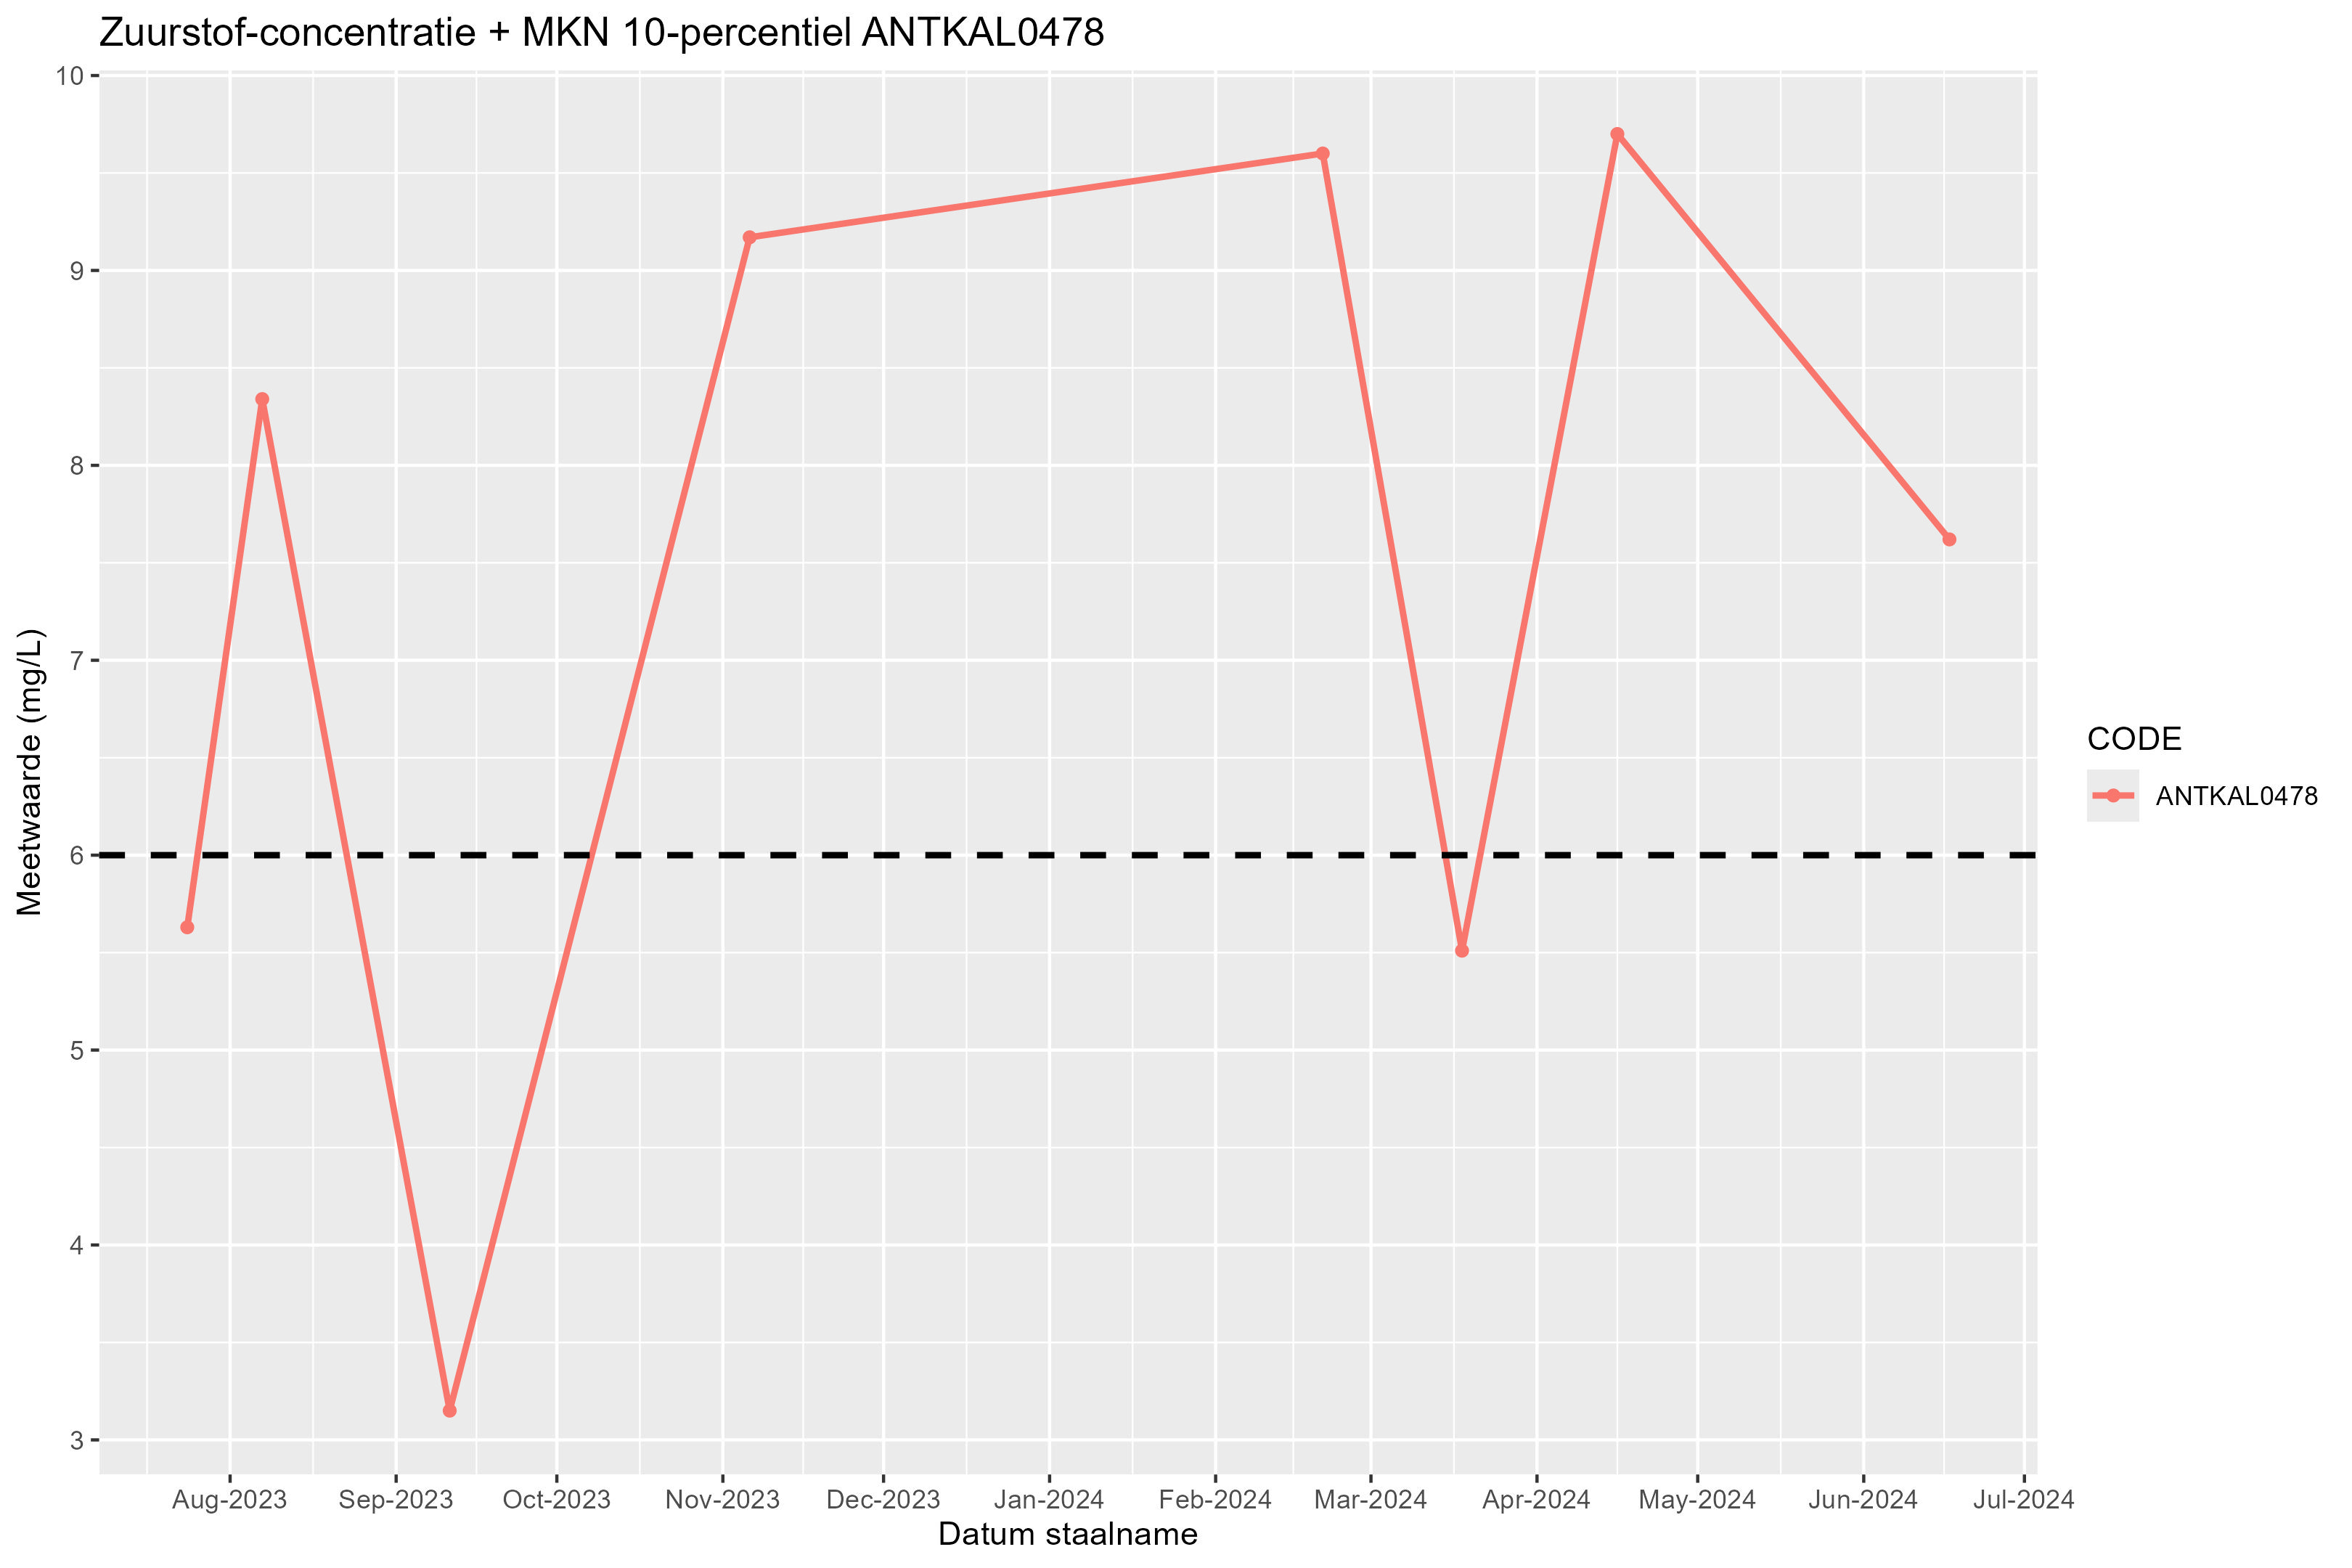 Zuurstof-concentratie + MKN 10-percentiel ANTKAL0478
10
9
8
7
6
5
4
3
Meetwaarde (mg/L)
Aug-2023 Sep-2023 Oct-2023 Nov-2023 Dec-2023 Jan-2024 Feb-2024 Mar-2024 Apr-2024 May-2024 Jun-2024 Jul-2024
Datum staalname
CODE
ANTKAL0478